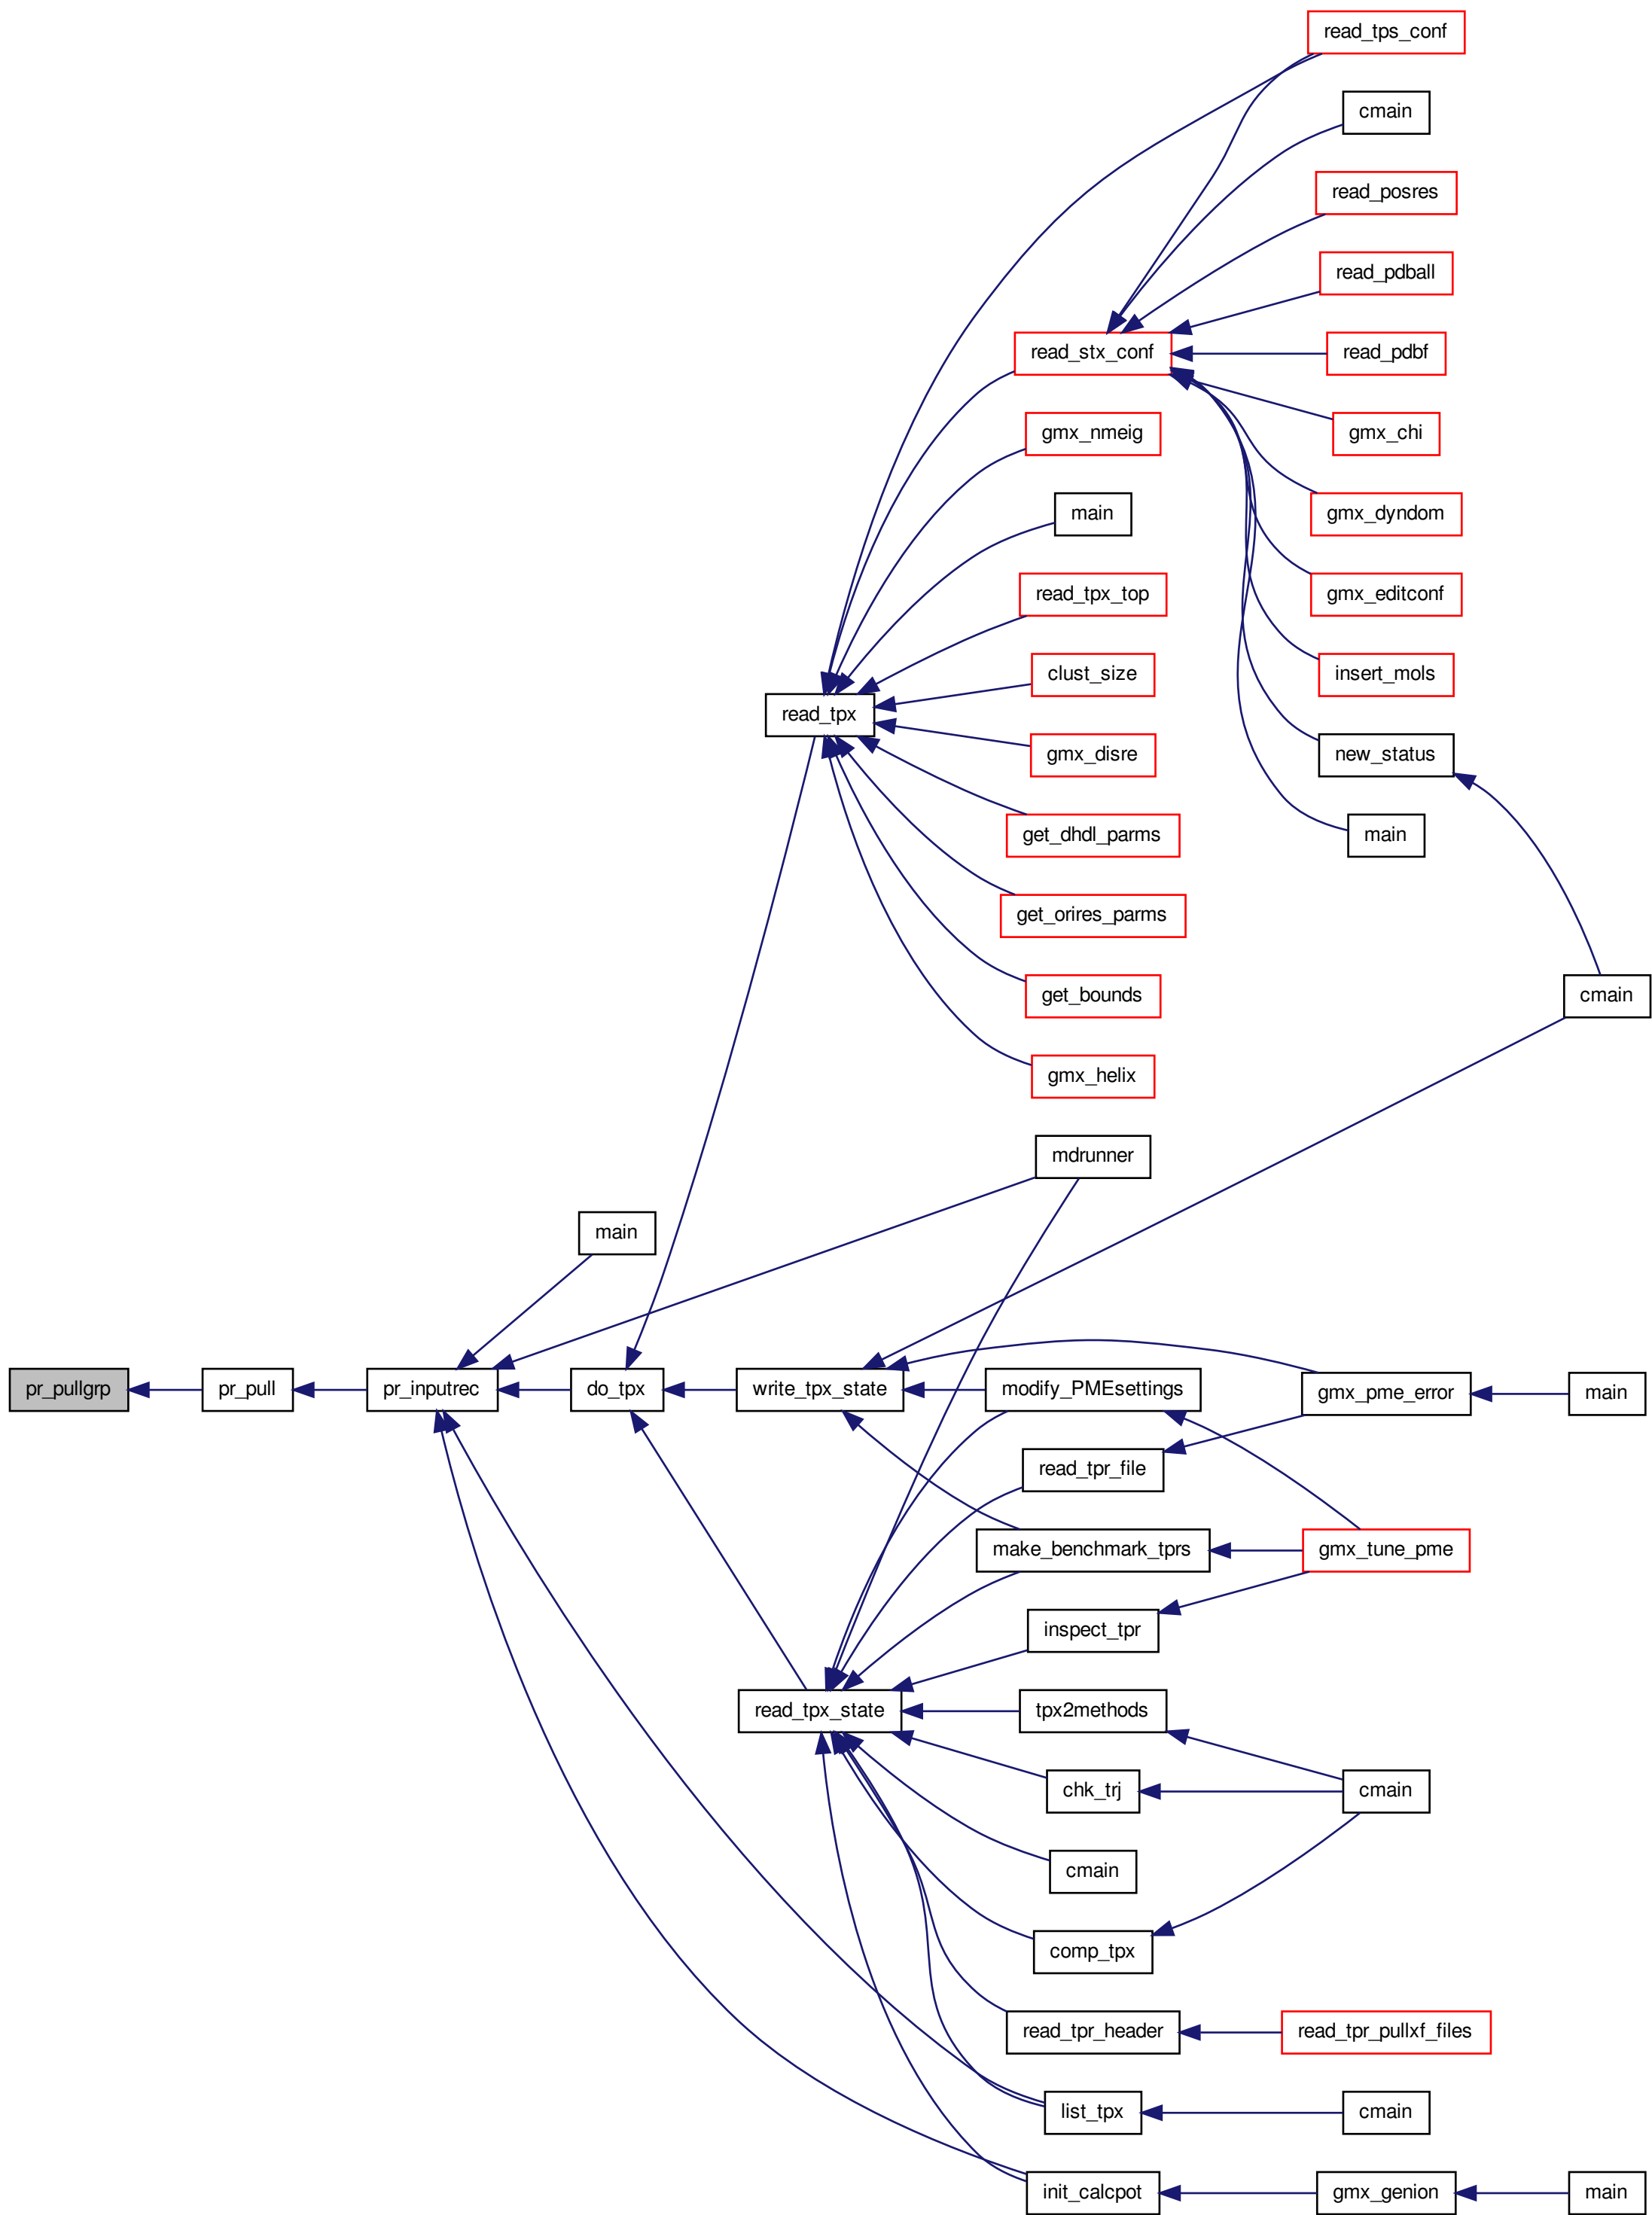 read_tps_conf
cmain
read_posres
read_pdball
read_stx_conf
read_pdbf
gmx_nmeig
gmx_chi
main
gmx_dyndom
read_tpx_top
gmx_editconf
clust_size
insert_mols
read_tpx
gmx_disre
new_status
get_dhdl_parms
main
get_orires_parms
get_bounds
cmain
gmx_helix
mdrunner
main
pr_pullgrp
pr_pull
pr_inputrec
do_tpx
write_tpx_state
modify_PMEsettings
gmx_pme_error
main
read_tpr_file
make_benchmark_tprs
gmx_tune_pme
inspect_tpr
read_tpx_state
tpx2methods
chk_trj
cmain
cmain
comp_tpx
read_tpr_header
read_tpr_pullxf_files
list_tpx
cmain
init_calcpot
gmx_genion
main